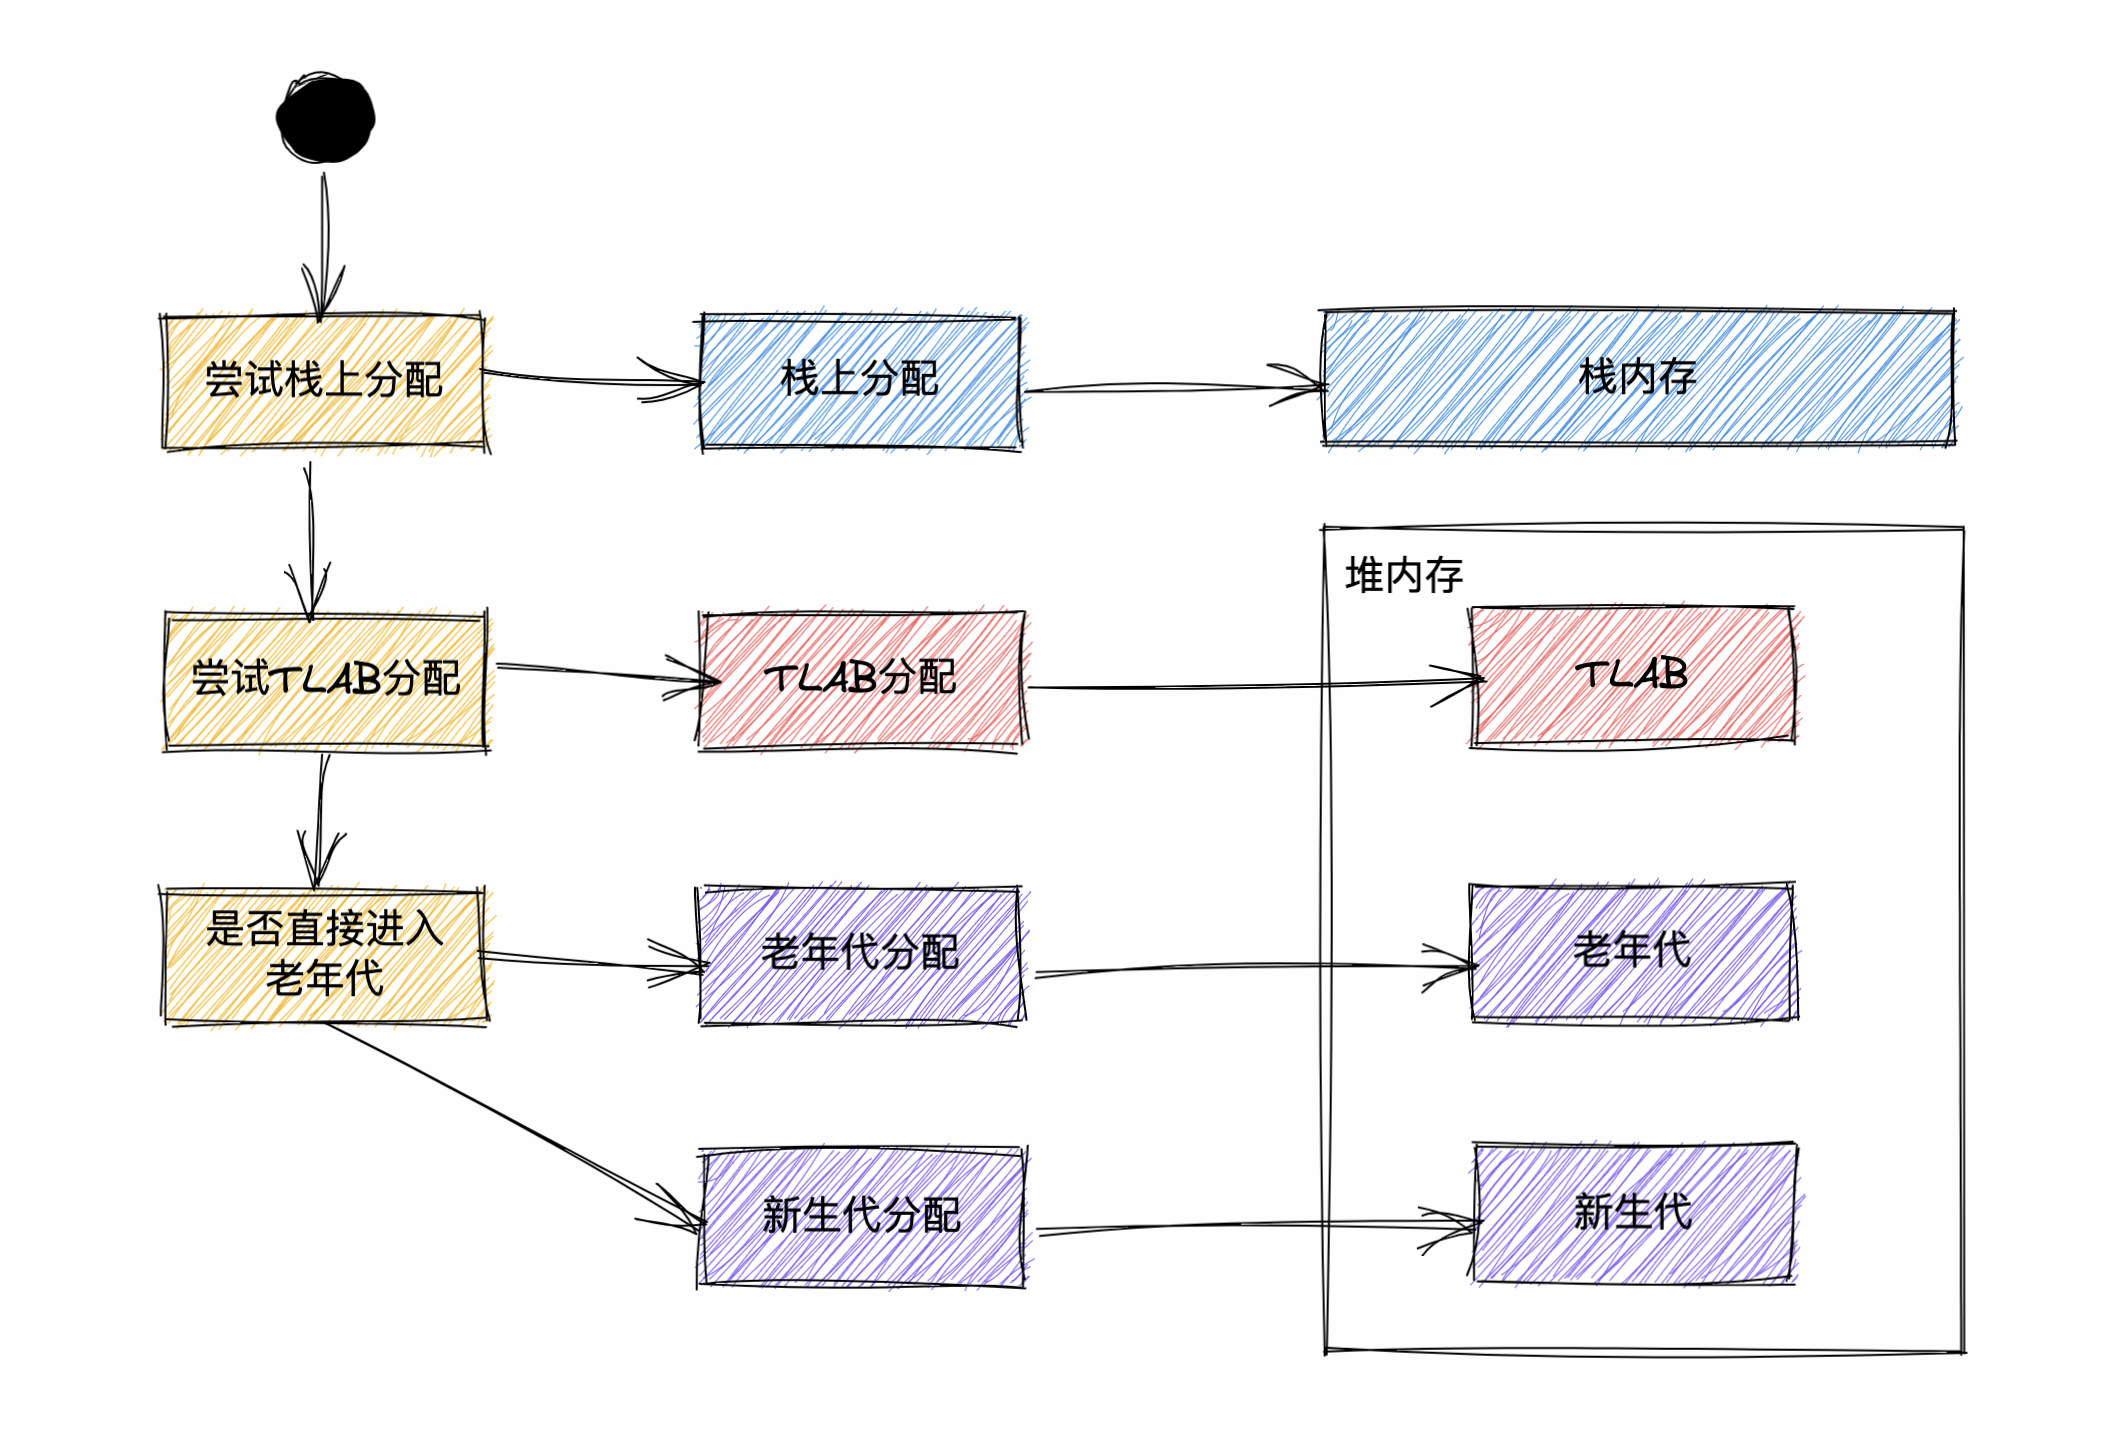 尝试栈上分配
栈上分配
栈内存
堆内存
尝试TLAB分配
TLAB分配
TLAB
是否直接进入
老年代
老年代分配
老年代
新生代分配
新生代